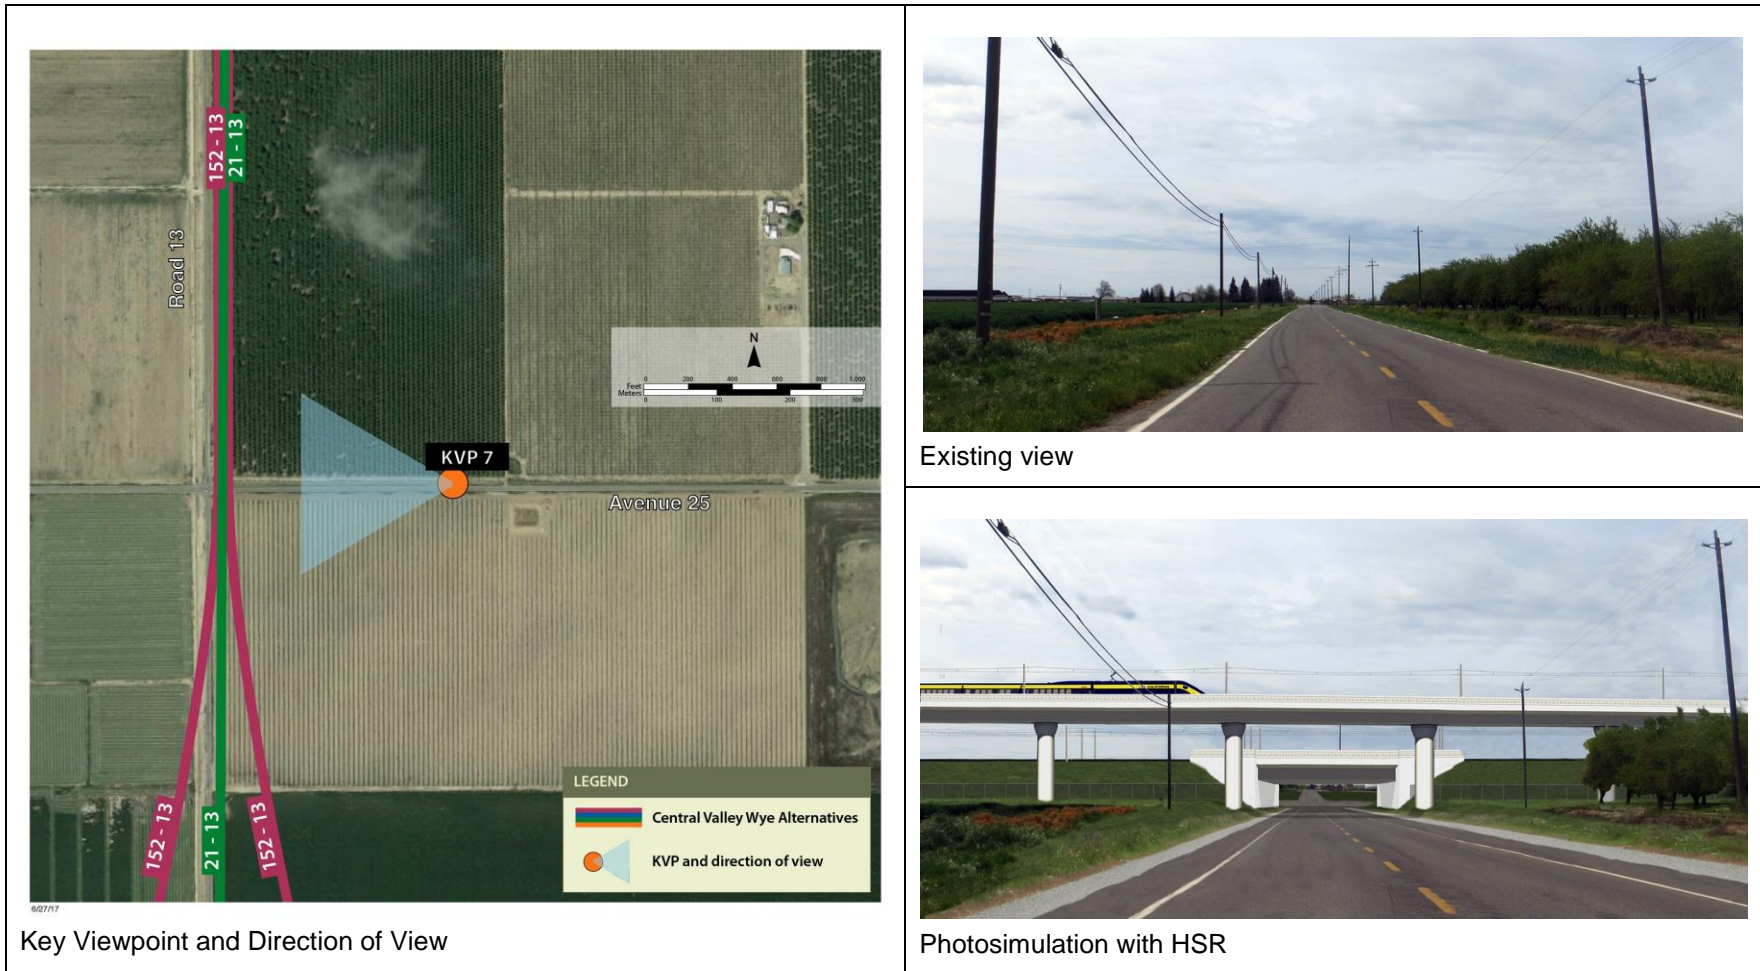 152 - 13
21 - 13
Road 13
N
0 200 400 600 800 1,000
Feet
Meters
0 100 200 300
KVP 7
Avenue 25
152 - 13
21 - 13
152 - 13
LEGEND
Central Valley Wye Alternatives
KVP and direction of view
6/27/17
Key Viewpoint and Direction of View
Existing view
Photosimulation with HSR